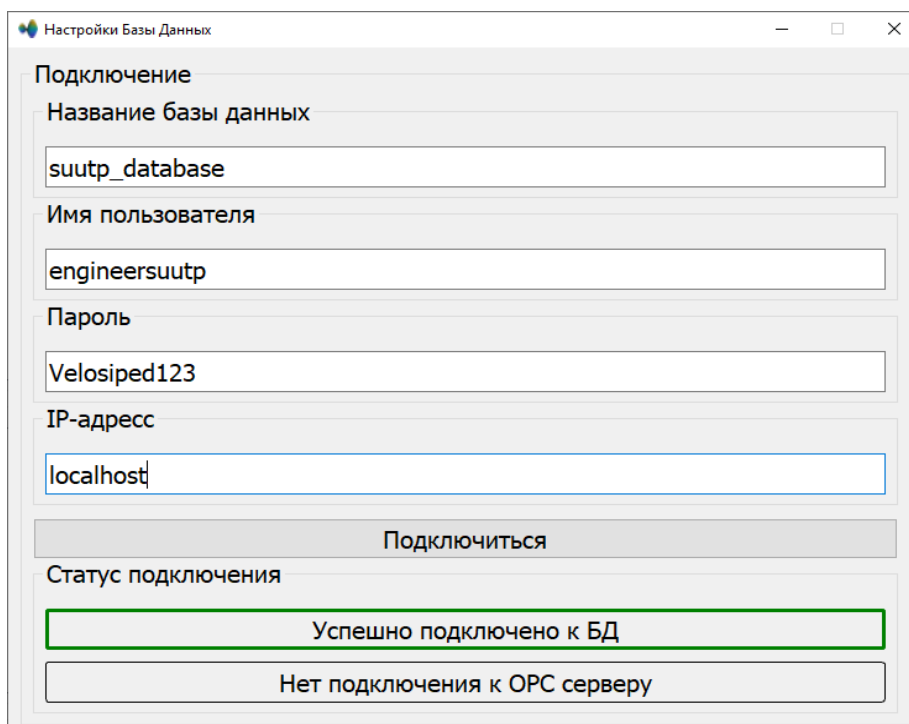 Настройки Базы Данных
Подключение
Название базы данных
suutp_database
Имя пользователя
engineersuutp
Пароль
Velosiped123
IP-адресс
localhost
Подключиться
Статус подключения
Успешно подключено к БД
Нет подключения к OPC серверу